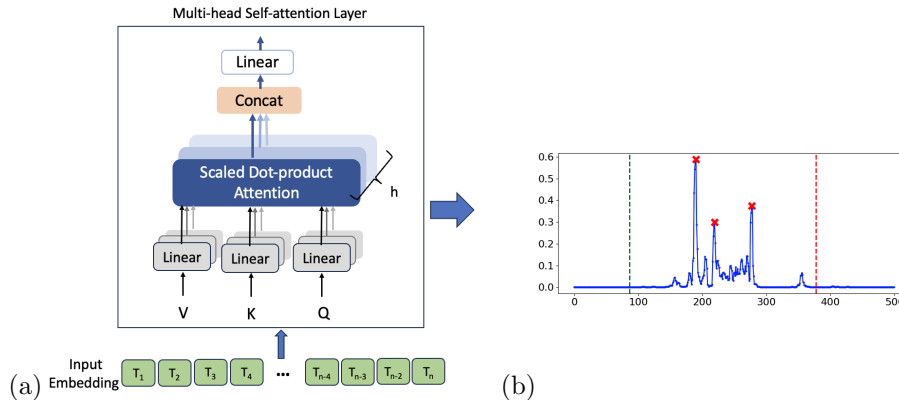 Multi-head Self-attention Layer
Linear
Concat
Scaled Dot-product
Attention
h
Linear
Linear
Linear
V
K
Q
Input
Embedding
T1
T2
T3
T4
...
Tn-4
Tn-3
Tn-2
Tn
(a)
0.6
0.5
0.4
0.3
0.2
0.1
0.0
0
100
200
300
400
(b)